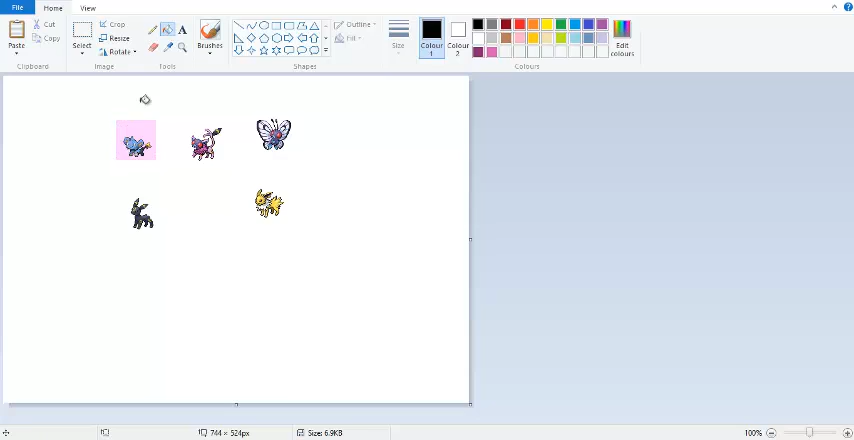 File Home View
Paste Cut Copy Clipboard
Select Crop Resize Rotate Image
A Tools
Brushes
Shapes
Outline Fill
Size
Colour 1 Colour 2
Edit colours
Colours
744 × 524px Size: 6.9KB 100%